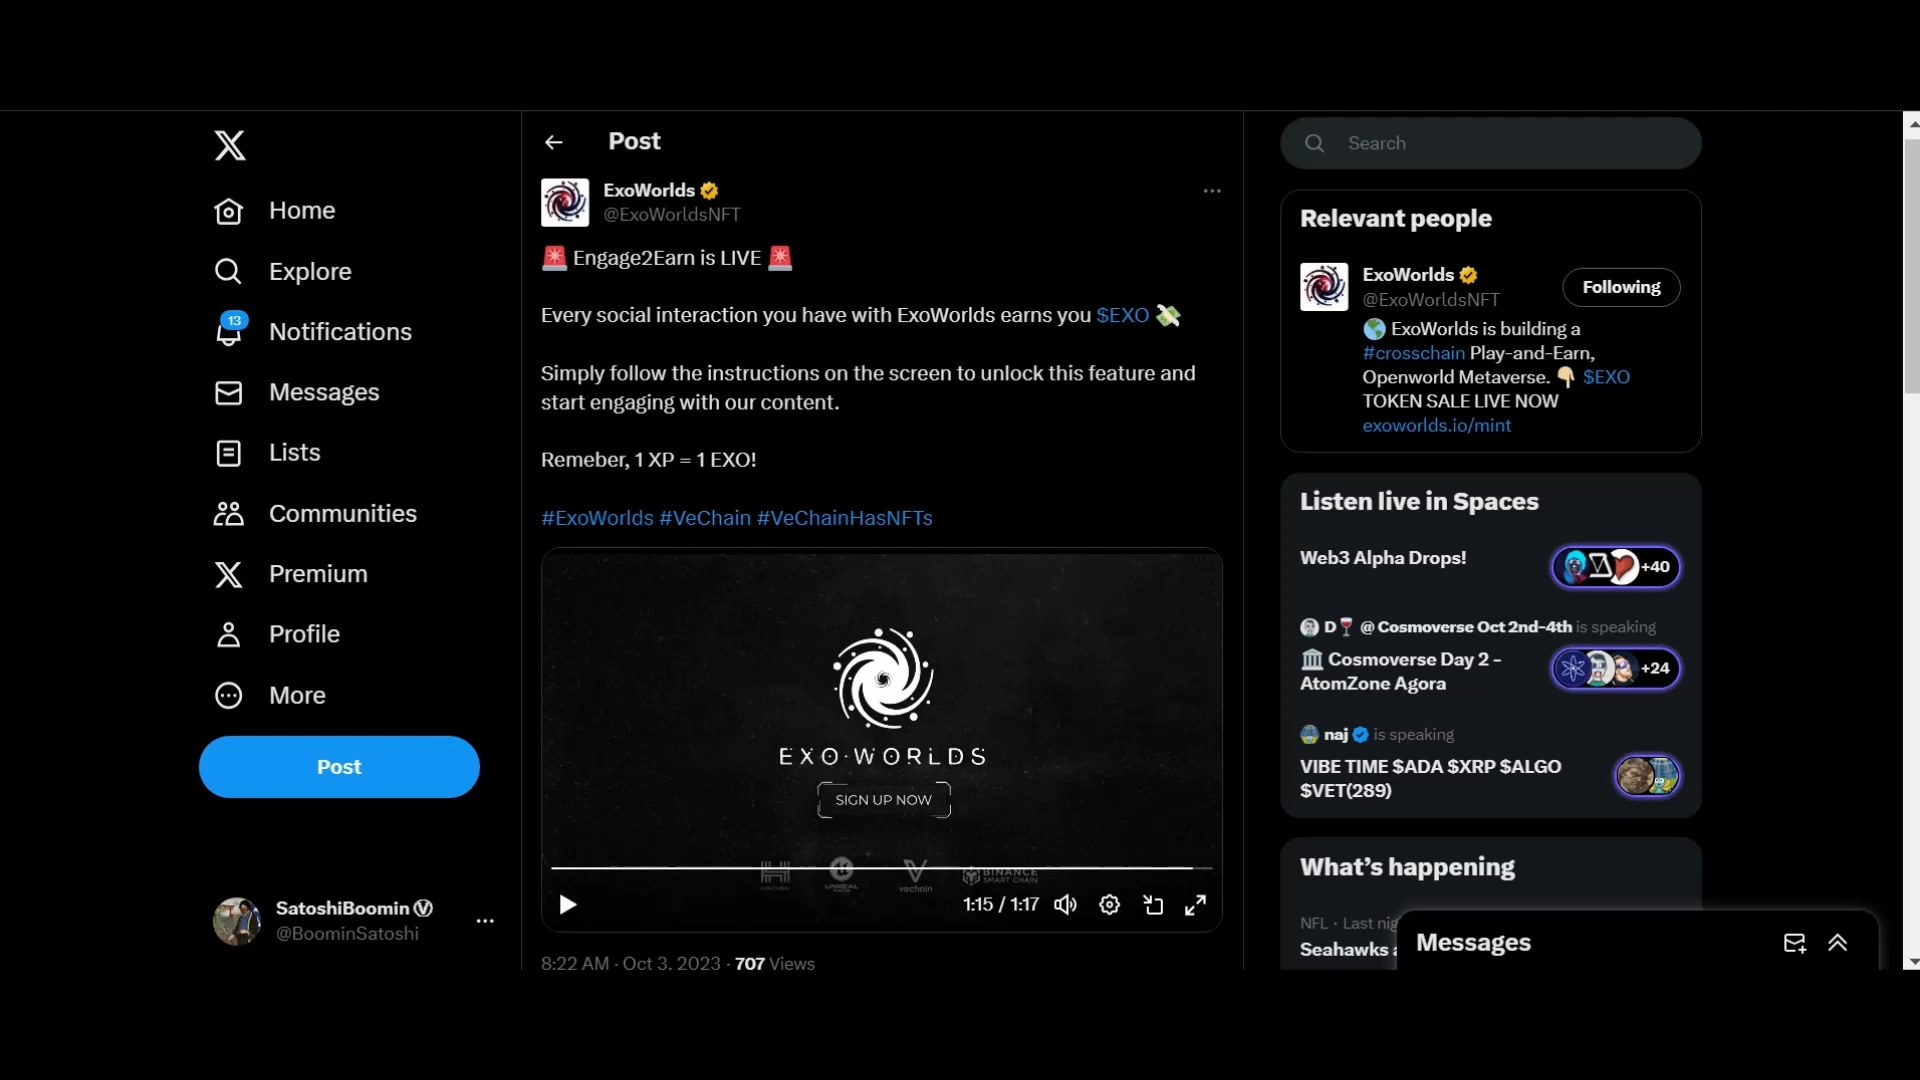 Home
Explore
13
Notifications
Messages
Lists
Communities
Premium
Profile
More
Post
SatoshiBoomin
@BoominSatoshi
Post
ExoWorlds
@ExoWorldsNFT
🚨 Engage2Earn is LIVE 🚨
Every social interaction you have with ExoWorlds earns you $EXO 💸
Simply follow the instructions on the screen to unlock this feature and
start engaging with our content.
Remeber, 1 XP = 1 EXO!
#ExoWorlds #VeChain #VeChainHasNFTs
EXO·WORLDS
SIGN UP NOW
UNREAL
vechain
BINANCE
SMART CHAIN
1:15 / 1:17
8:22 AM · Oct 3, 2023 · 707 Views
Search
Relevant people
ExoWorlds
@ExoWorldsNFT
Following
🌎 ExoWorlds is building a
#crosschain Play-and-Earn,
Openworld Metaverse. 👇🏼 $EXO
TOKEN SALE LIVE NOW
exoworlds.io/mint
Listen live in Spaces
Web3 Alpha Drops!
+40
D🍷 @ Cosmoverse Oct 2nd-4th is speaking
🏛️ Cosmoverse Day 2 -
AtomZone Agora
+24
naj is speaking
VIBE TIME $ADA $XRP $ALGO
$VET(289)
What's happening
NFL · Last nig
Seahawks
Messages